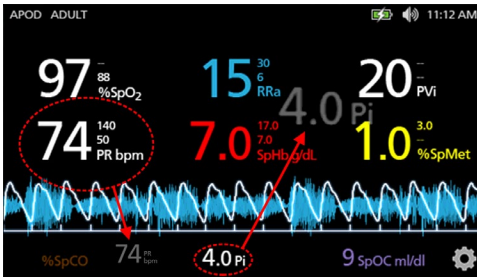 APOD ADULT 11:12 AM
97 -- 88 %SpO2
15 30 6 RRa
20 -- -- PVi
4.0 Pi
74 140 50 PR bpm
7.0 17.0 7.0 SpHb g/dL
1.0 3.0 -- %SpMet
%SpCO 74 PR bpm 4.0 Pi 9 SpOC ml/dl